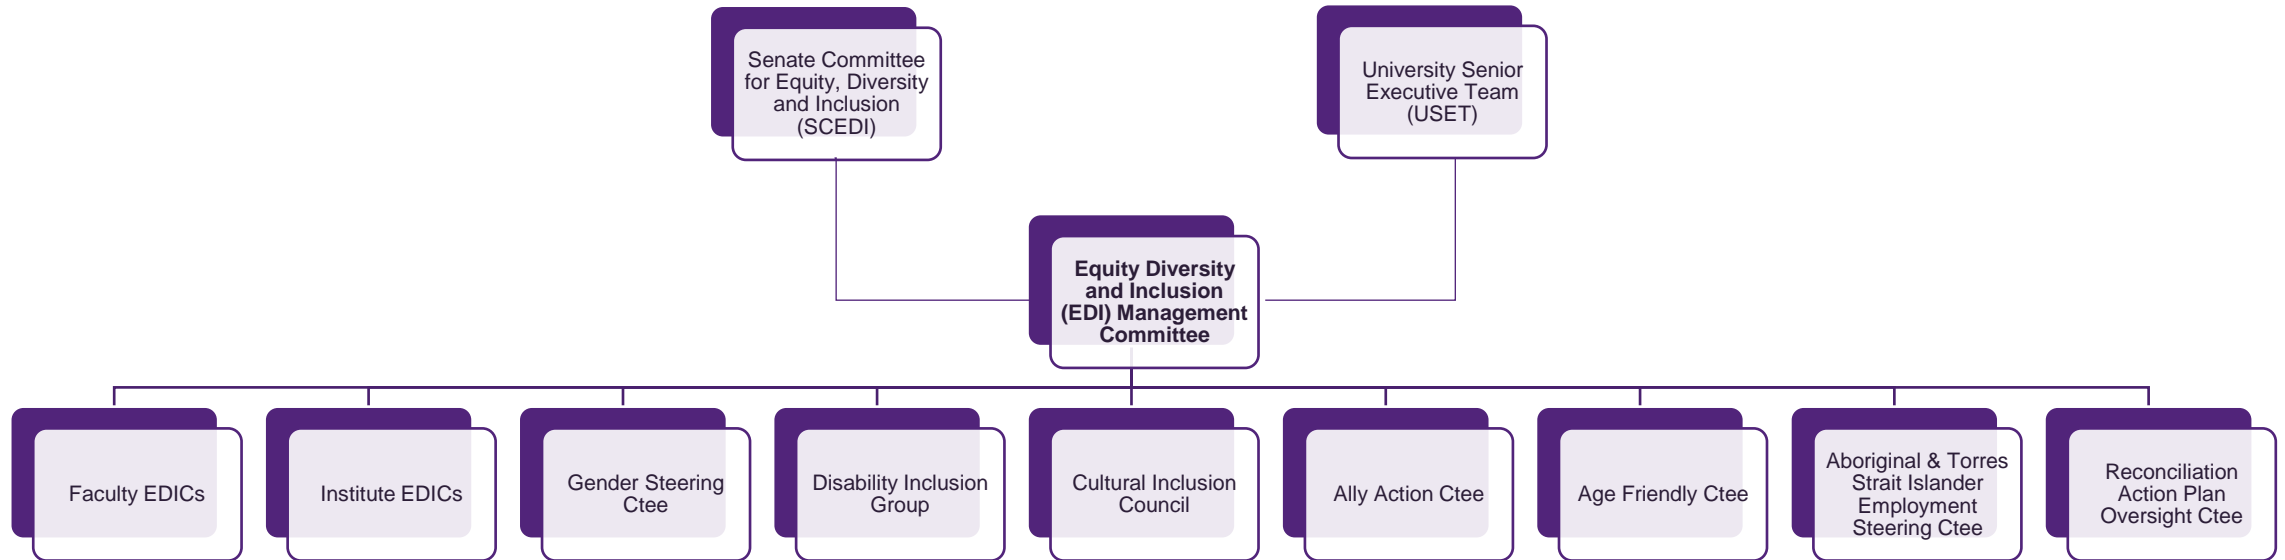 Senate Committee
for Equity, Diversity
and Inclusion
(SCEDI)
University Senior
Executive Team
(USET)
Equity Diversity
and Inclusion
(EDI) Management
Committee
Faculty EDICs
Institute EDICs
Gender Steering
Ctee
Disability Inclusion
Group
Cultural Inclusion
Council
Ally Action Ctee
Age Friendly Ctee
Aboriginal & Torres
Strait Islander
Employment
Steering Ctee
Reconciliation
Action Plan
Oversight Ctee